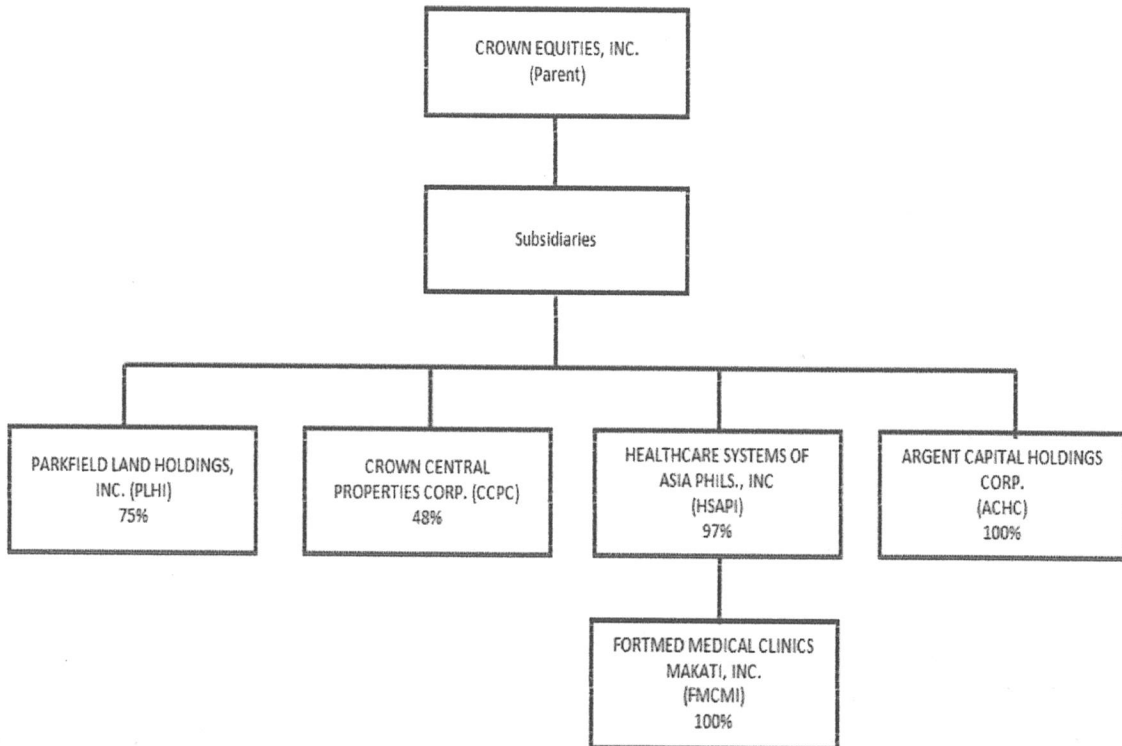 CROWN EQUITIES, INC.
(Parent)
Subsidiaries
PARKFIELD LAND HOLDINGS,
INC. (PLHI)
75%
CROWN CENTRAL
PROPERTIES CORP. (CCPC)
48%
HEALTHCARE SYSTEMS OF
ASIA PHILS., INC
(HSAPI)
97%
ARGENT CAPITAL HOLDINGS
CORP.
(ACHC)
100%
FORTMED MEDICAL CLINICS
MAKATI, INC.
(FMCMI)
100%